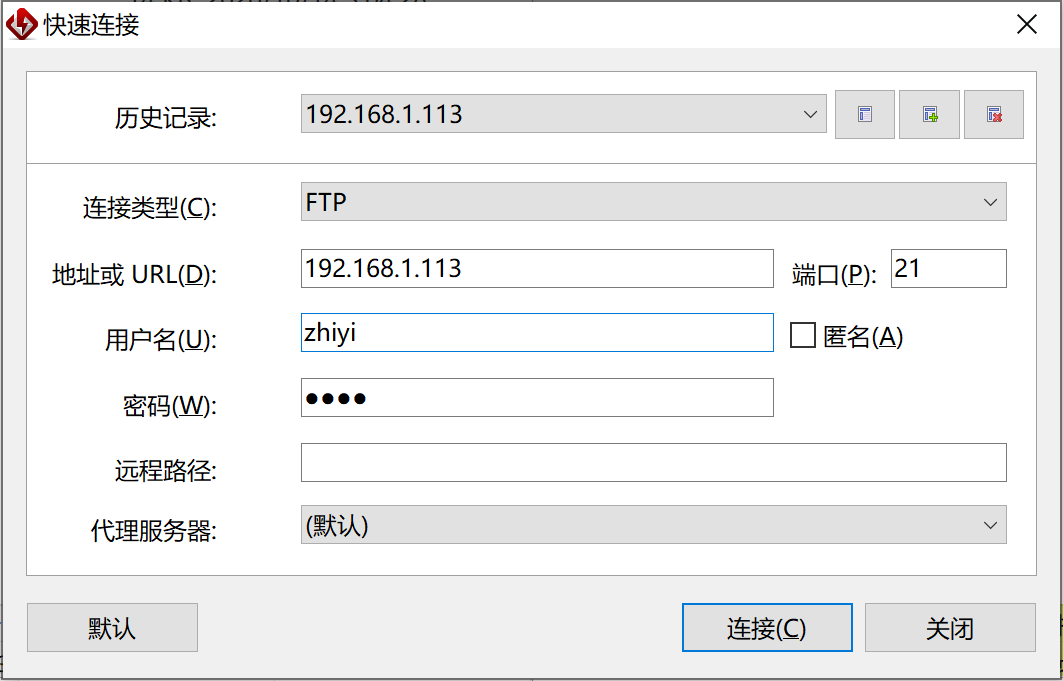 快速连接
历史记录: 192.168.1.113
连接类型(C): FTP
地址或 URL(D): 192.168.1.113 端口(P): 21
用户名(U): zhiyi 匿名(A)
密码(W): ●●●●
远程路径:
代理服务器: (默认)
默认 连接(C) 关闭